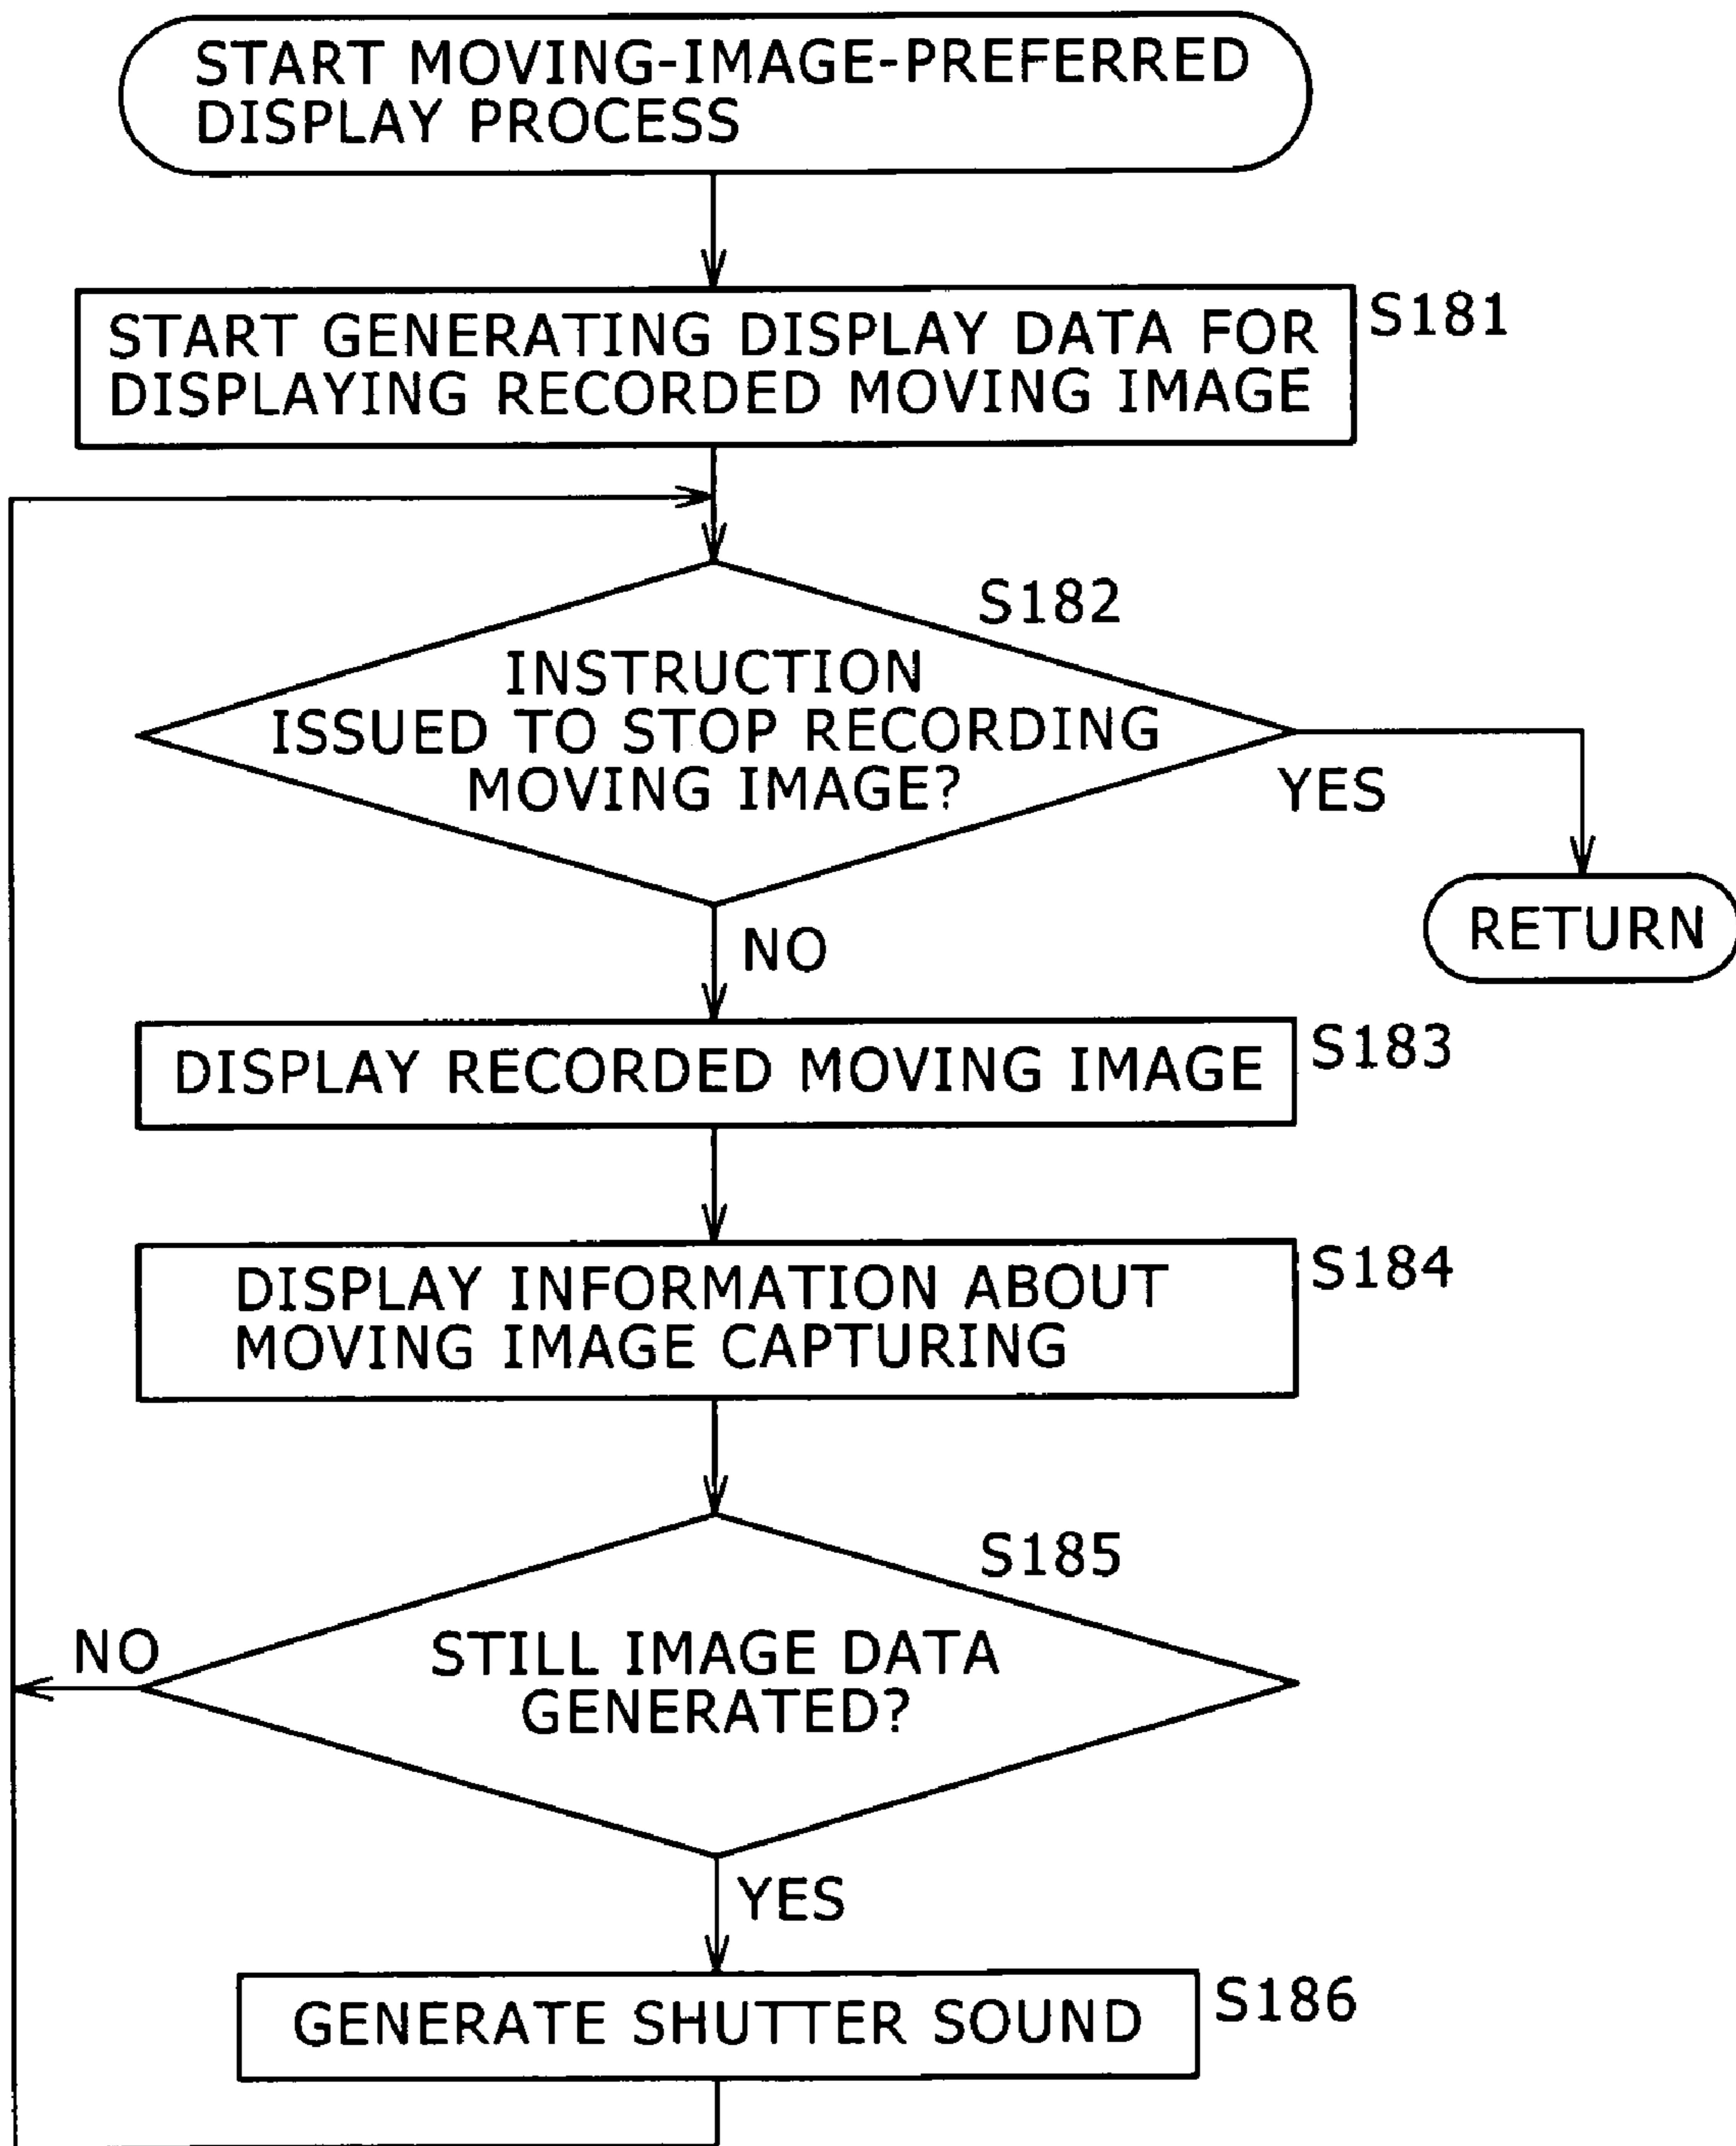 START MOVING-IMAGE-PREFERRED
DISPLAY PROCESS
START GENERATING DISPLAY DATA FOR
DISPLAYING RECORDED MOVING IMAGE
S181
S182
INSTRUCTION
ISSUED TO STOP RECORDING
MOVING IMAGE?
YES
RETURN
NO
DISPLAY RECORDED MOVING IMAGE
S183
DISPLAY INFORMATION ABOUT
MOVING IMAGE CAPTURING
S184
S185
STILL IMAGE DATA
GENERATED?
NO
YES
GENERATE SHUTTER SOUND
S186